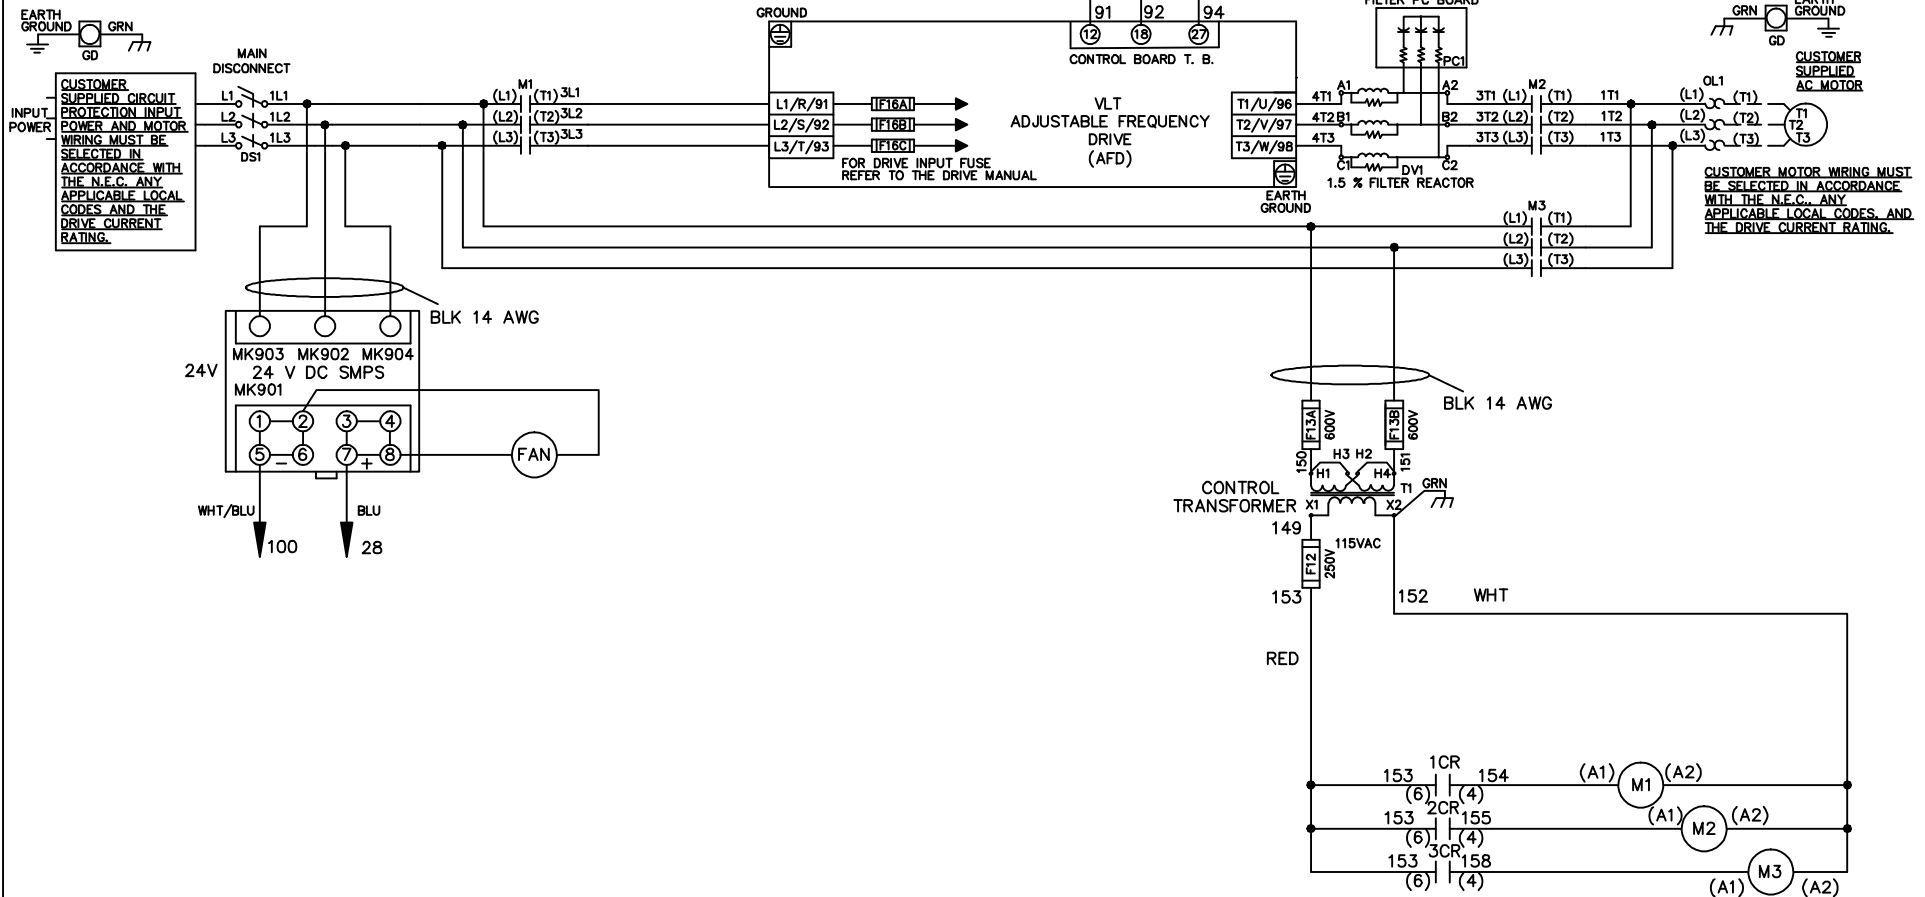 EARTH
GROUND
GRN
GD
INPUT
POWER
CUSTOMER
SUPPLIED CIRCUIT
PROTECTION INPUT
POWER AND MOTOR
WIRING MUST BE
SELECTED IN
ACCORDANCE WITH
THE N.E.C. ANY
APPLICABLE LOCAL
CODES AND THE
DRIVE CURRENT
RATING.
MAIN
DISCONNECT
L1 1L1
L2 1L2
L3 1L3
DS1
M1
(L1) (T1) 3L1
(L2) (T2) 3L2
(L3) (T3) 3L3
GROUND
L1/R/91
L2/S/92
L3/T/93
F16A
F16B
F16C
FOR DRIVE INPUT FUSE
REFER TO THE DRIVE MANUAL
91 92 94
12 18 27
CONTROL BOARD T. B.
VLT
ADJUSTABLE FREQUENCY
DRIVE
(AFD)
T1/U/96
T2/V/97
T3/W/98
EARTH
GROUND
FILTER PC BOARD
PC1
4T1 A1 A2
4T2 B1 B2
4T3 C1 C2
DV1
1.5 % FILTER REACTOR
M2
3T1 (L1) (T1) 1T1
3T2 (L2) (T2) 1T2
3T3 (L3) (T3) 1T3
M3
(L1) (T1)
(L2) (T2)
(L3) (T3)
GRN
EARTH
GROUND
GD
CUSTOMER
SUPPLIED
AC MOTOR
OL1
(L1) (T1)
(L2) (T2)
(L3) (T3)
T1
T2
T3
CUSTOMER MOTOR WIRING MUST
BE SELECTED IN ACCORDANCE
WITH THE N.E.C., ANY
APPLICABLE LOCAL CODES, AND
THE DRIVE CURRENT RATING.
BLK 14 AWG
MK903 MK902 MK904
24V
24 V DC SMPS
MK901
1 2 3 4
5 – 6 7 + 8
FAN
WHT/BLU
BLU
100
28
BLK 14 AWG
F13A
600V
F13B
600V
150
H3 H2
151
H1 H4
T1
GRN
CONTROL
TRANSFORMER
X1 X2
149
115VAC
F12
250V
153
152
WHT
RED
1CR
153 154
(6) (4)
(A1) M1 (A2)
2CR
153 155
(6) (4)
(A1) M2 (A2)
3CR
153 158
(6) (4)
(A1) M3 (A2)